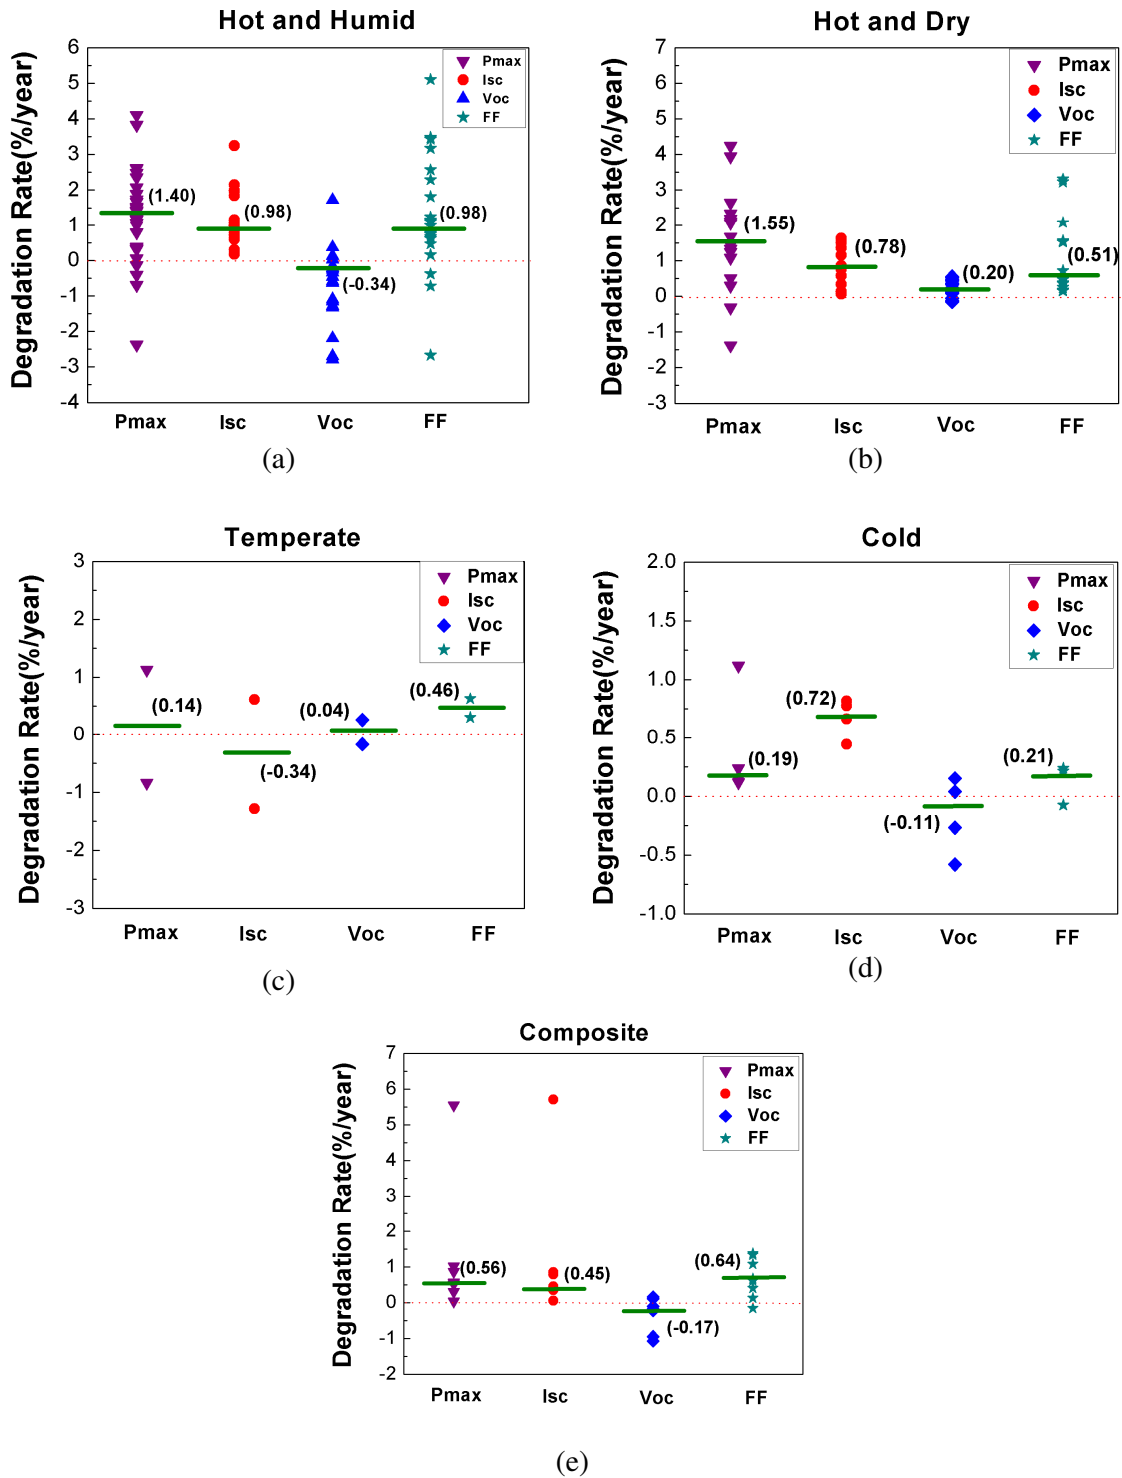 Hot and Humid
Degradation Rate(%/year)
6
5
4
3
2
1
0
-1
-2
-3
-4
Pmax
Isc
Voc
FF
(1.40)
(0.98)
(-0.34)
(0.98)
Pmax
Isc
Voc
FF
(a)
Hot and Dry
Degradation Rate(%/year)
7
6
5
4
3
2
1
0
-1
-2
-3
Pmax
Isc
Voc
FF
(1.55)
(0.78)
(0.20)
(0.51)
Pmax
Isc
Voc
FF
(b)
Temperate
Degradation Rate(%/year)
3
2
1
0
-1
-2
-3
Pmax
Isc
Voc
FF
(0.14)
(-0.34)
(0.04)
(0.46)
Pmax
Isc
Voc
FF
(c)
Cold
Degradation Rate(%/year)
2.0
1.5
1.0
0.5
0.0
-0.5
-1.0
Pmax
Isc
Voc
FF
(0.19)
(0.72)
(-0.11)
(0.21)
Pmax
Isc
Voc
FF
(d)
Composite
Degradation Rate(%/year)
7
6
5
4
3
2
1
0
-1
-2
Pmax
Isc
Voc
FF
(0.56)
(0.45)
(-0.17)
(0.64)
Pmax
Isc
Voc
FF
(e)